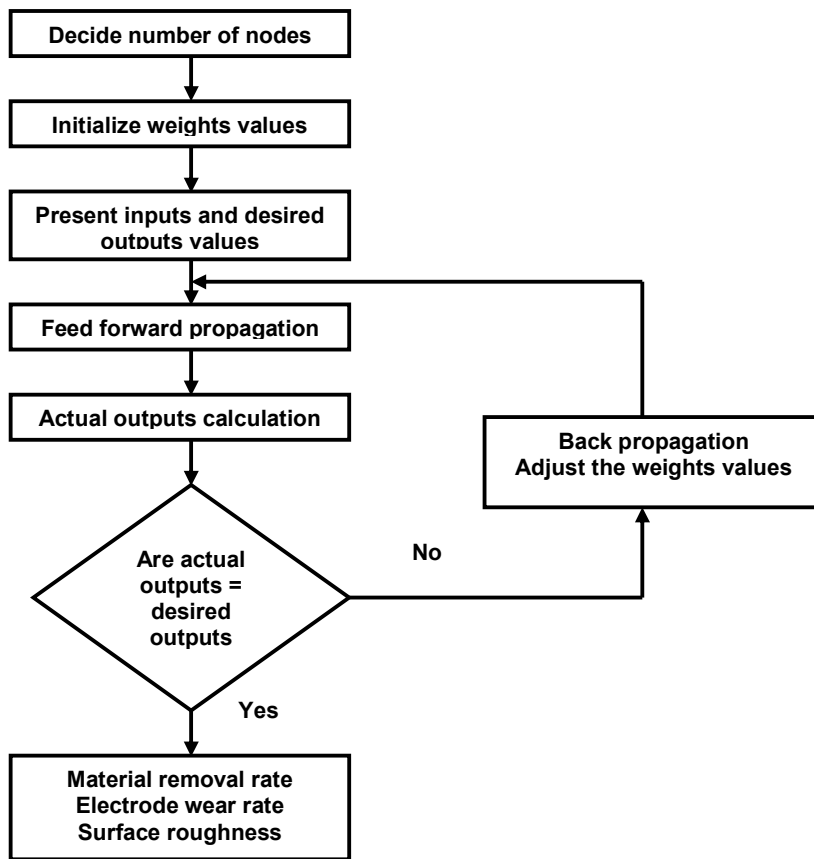 Decide number of nodes
Initialize weights values
Present inputs and desired
outputs values
Feed forward propagation
Actual outputs calculation
Back propagation
Adjust the weights values
Are actual
outputs =
desired
outputs
No
Yes
Material removal rate
Electrode wear rate
Surface roughness